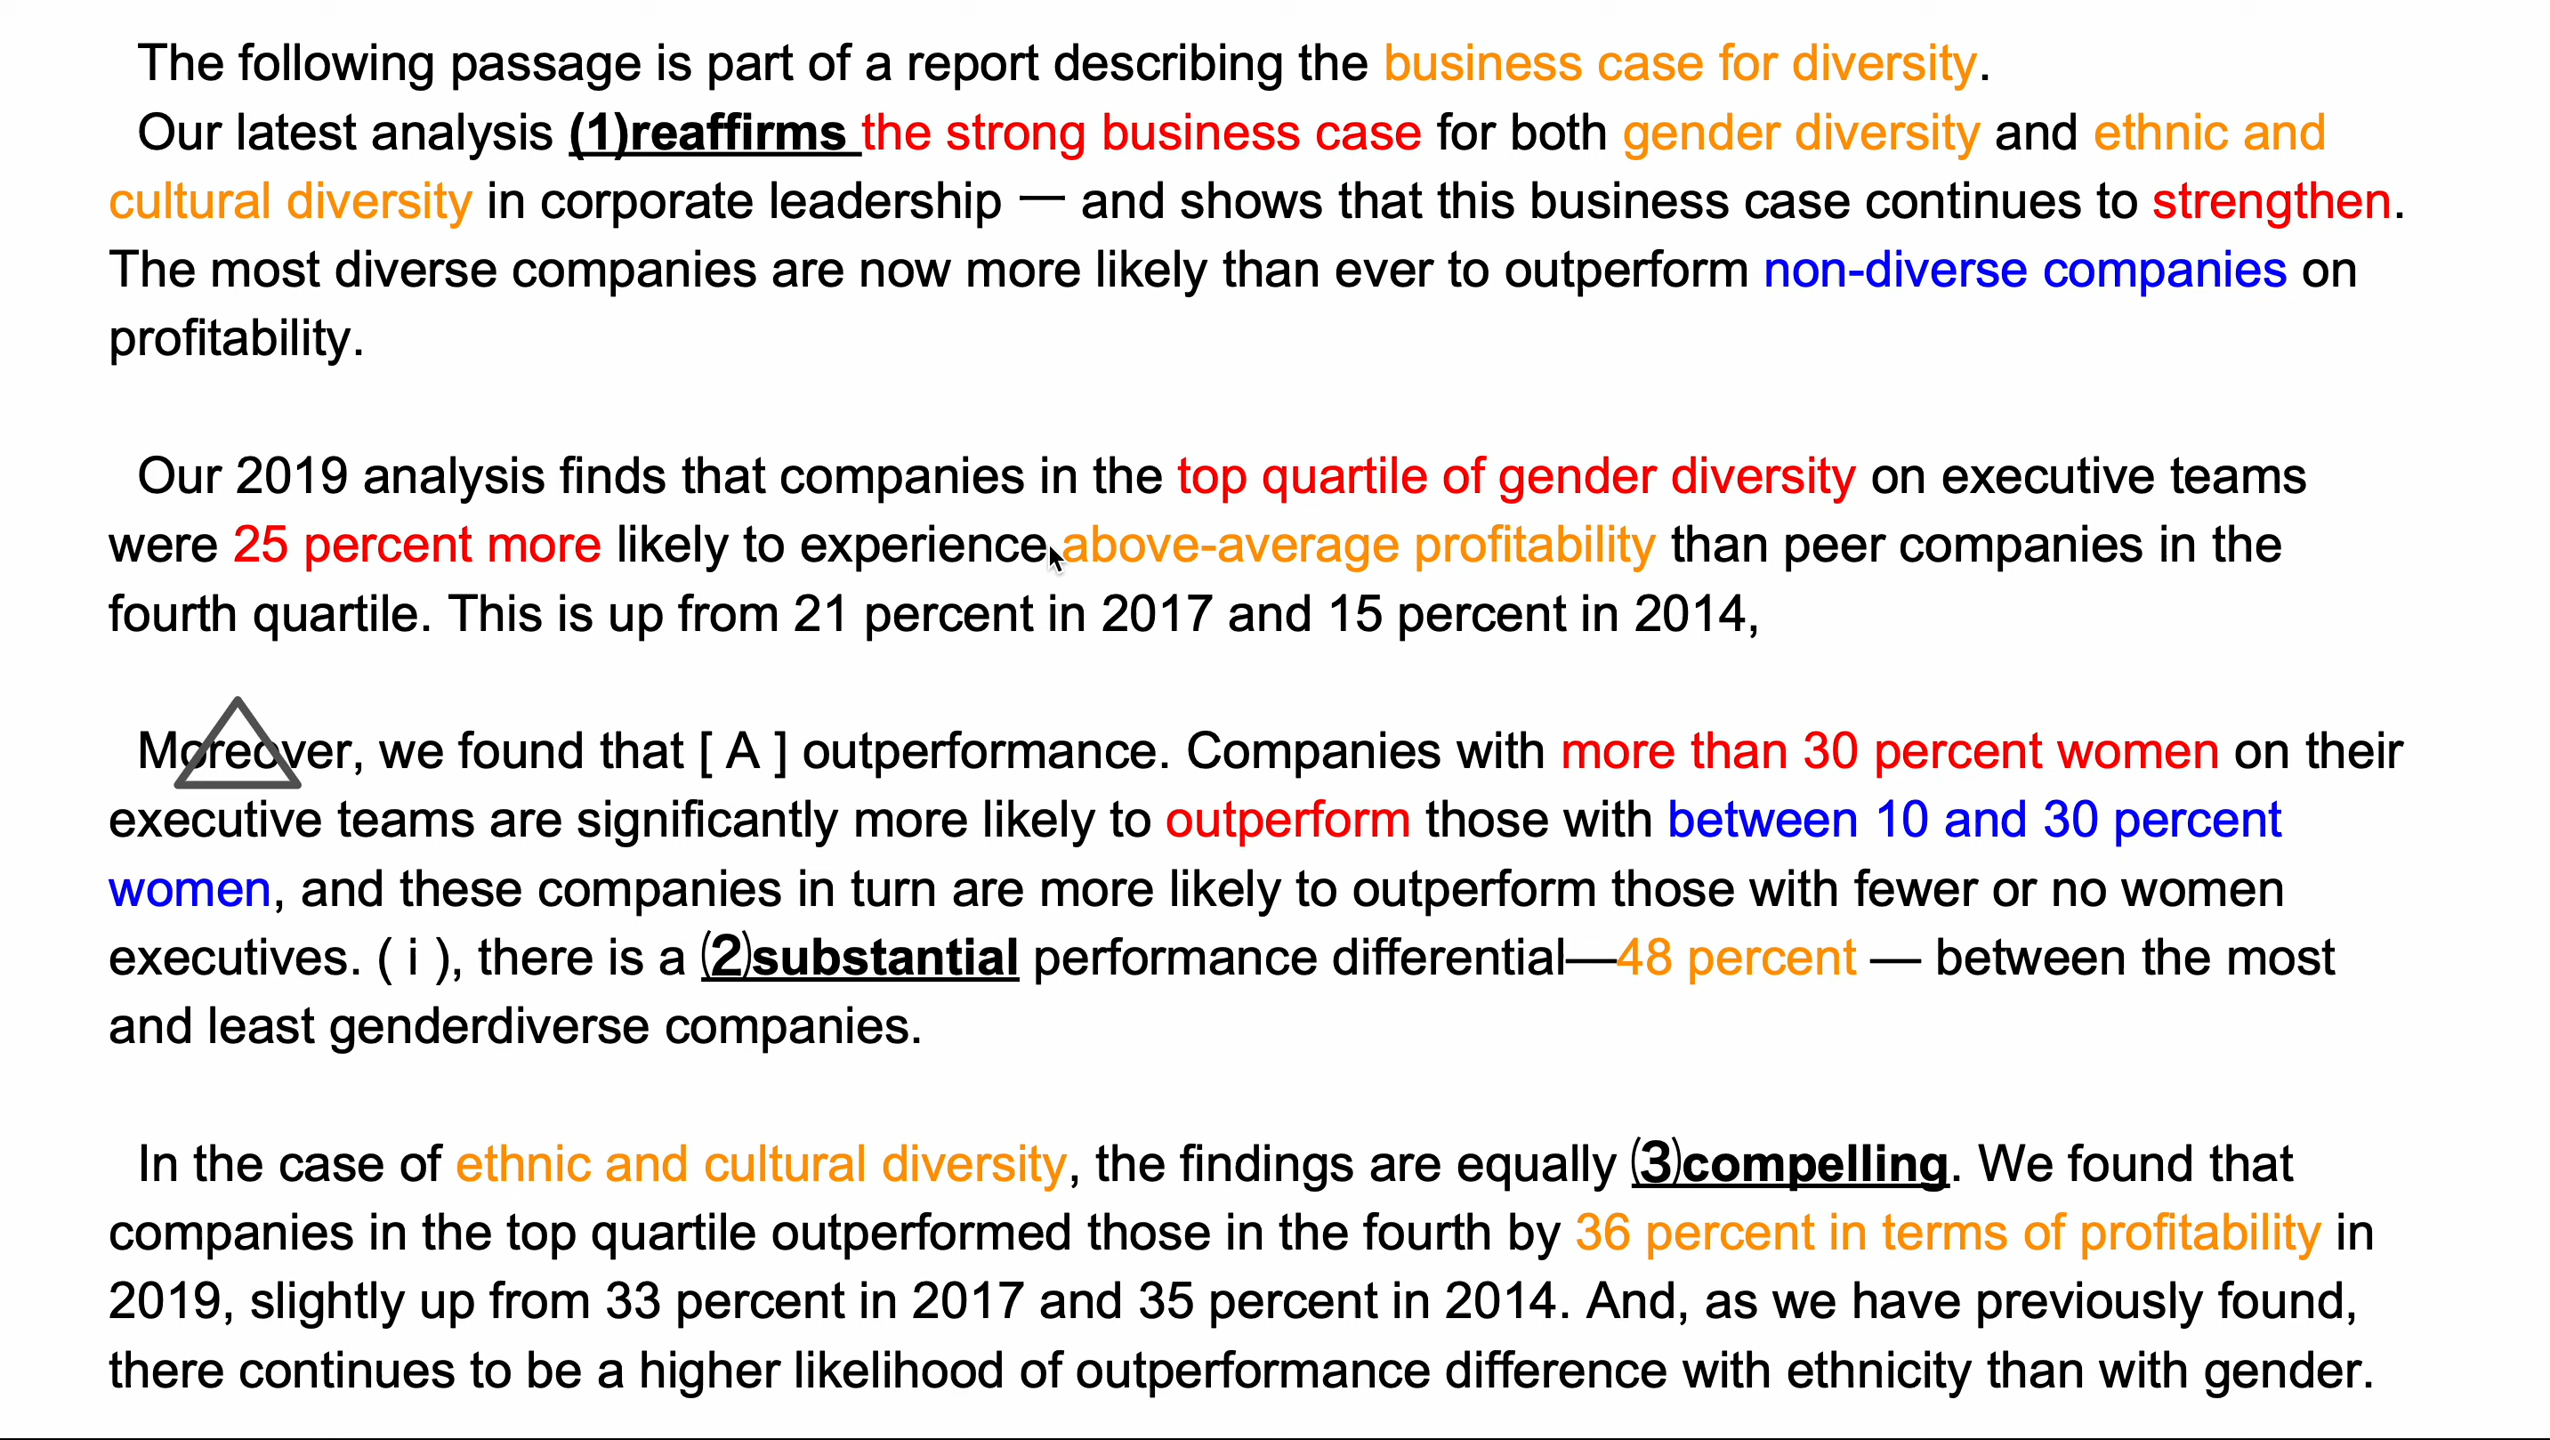 The following passage is part of a report describing the business case for diversity.
Our latest analysis (1)reaffirms the strong business case for both gender diversity and ethnic and
cultural diversity in corporate leadership — and shows that this business case continues to strengthen.
The most diverse companies are now more likely than ever to outperform non-diverse companies on
profitability.
Our 2019 analysis finds that companies in the top quartile of gender diversity on executive teams
were 25 percent more likely to experience above-average profitability than peer companies in the
fourth quartile. This is up from 21 percent in 2017 and 15 percent in 2014,
Moreover, we found that [ A ] outperformance. Companies with more than 30 percent women on their
executive teams are significantly more likely to outperform those with between 10 and 30 percent
women, and these companies in turn are more likely to outperform those with fewer or no women
executives. ( i ), there is a (2)substantial performance differential—48 percent — between the most
and least genderdiverse companies.
In the case of ethnic and cultural diversity, the findings are equally (3)compelling. We found that
companies in the top quartile outperformed those in the fourth by 36 percent in terms of profitability in
2019, slightly up from 33 percent in 2017 and 35 percent in 2014. And, as we have previously found,
there continues to be a higher likelihood of outperformance difference with ethnicity than with gender.